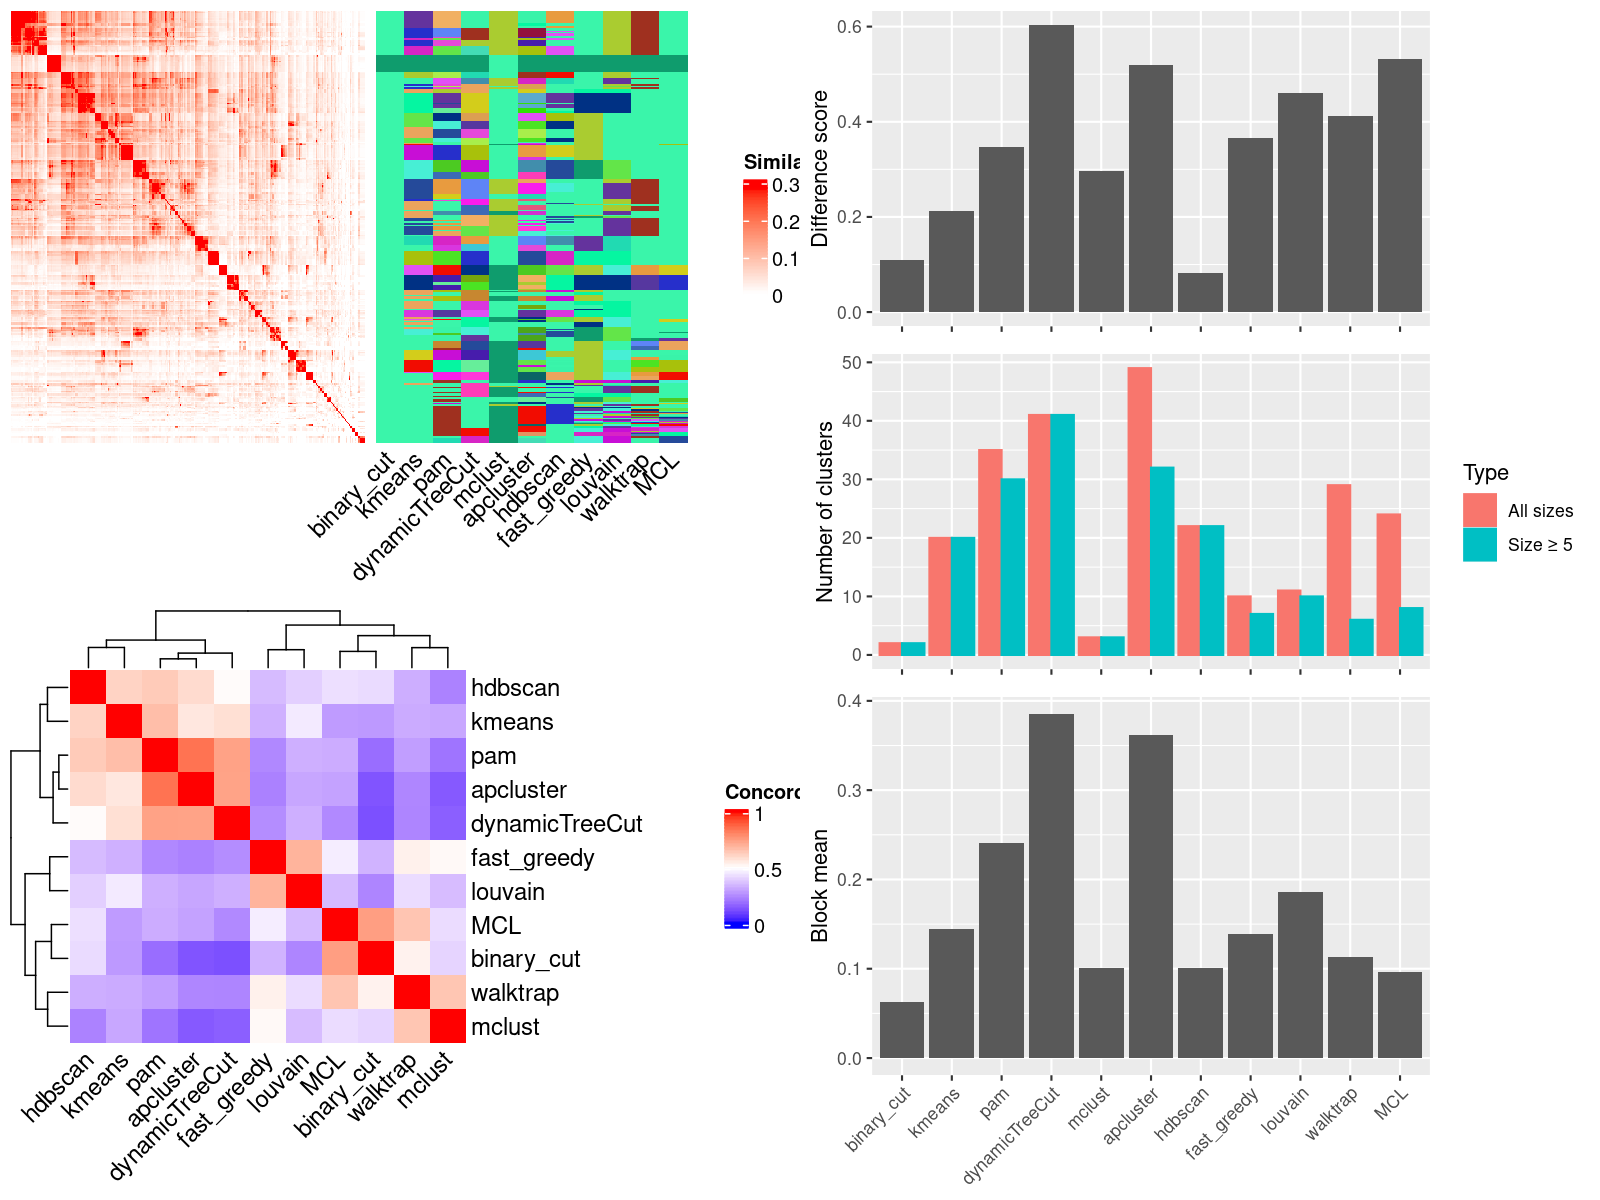 Simila
0.3
0.2
0.1
0
binary_cut
kmeans
pam
dynamicTreeCut
mclust
apcluster
hdbscan
fast_greedy
louvain
walktrap
MCL
hdbscan
kmeans
pam
apcluster
dynamicTreeCut
fast_greedy
louvain
MCL
binary_cut
walktrap
mclust
Concord
1
0.5
0
hdbscan
kmeans
pam
apcluster
dynamicTreeCut
fast_greedy
louvain
MCL
binary_cut
walktrap
mclust
Difference score
0.6
0.4
0.2
0.0
Number of clusters
50
40
30
20
10
0
Type
All sizes
Size ≥ 5
Block mean
0.4
0.3
0.2
0.1
0.0
binary_cut
kmeans
pam
dynamicTreeCut
mclust
apcluster
hdbscan
fast_greedy
louvain
walktrap
MCL